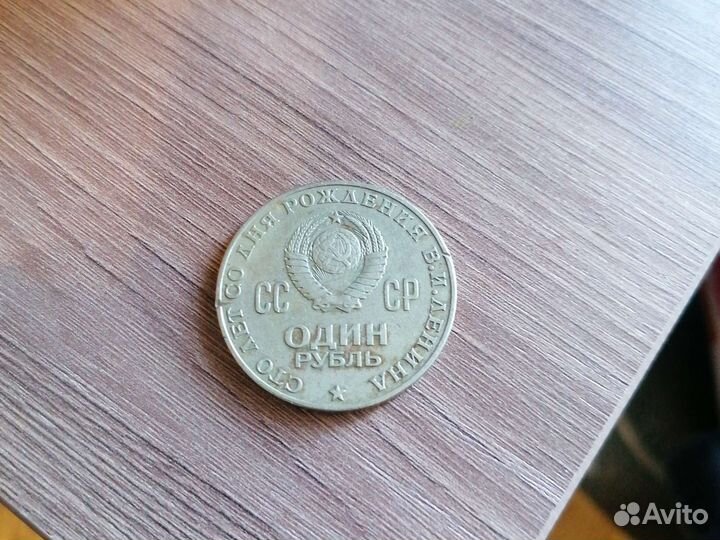 СТО ЛЕТ СО ДНЯ РОЖДЕНИЯ В.И.ЛЕНИНА
СС СР
ОДИН
РУБЛЬ
Avito